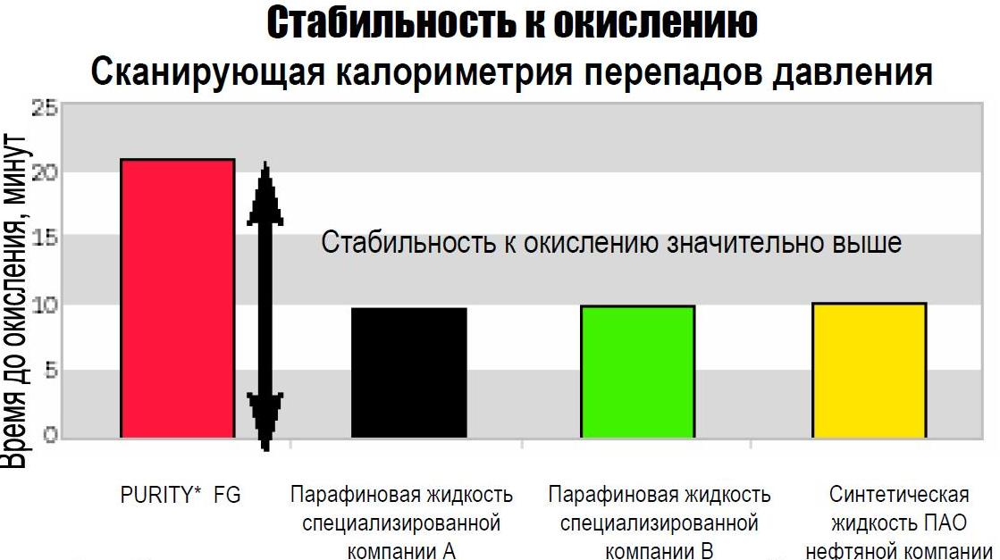 Стабильность к окислению
Сканирующая калориметрия перепадов давления
Время до окисления, минут
25
20
15
10
5
0
Стабильность к окислению значительно выше
PURITY* FG
Парафиновая жидкость
специализированной
компании А
Парафиновая жидкость
специализированной
компании В
Синтетическая
жидкость ПАО
нефтяной компании